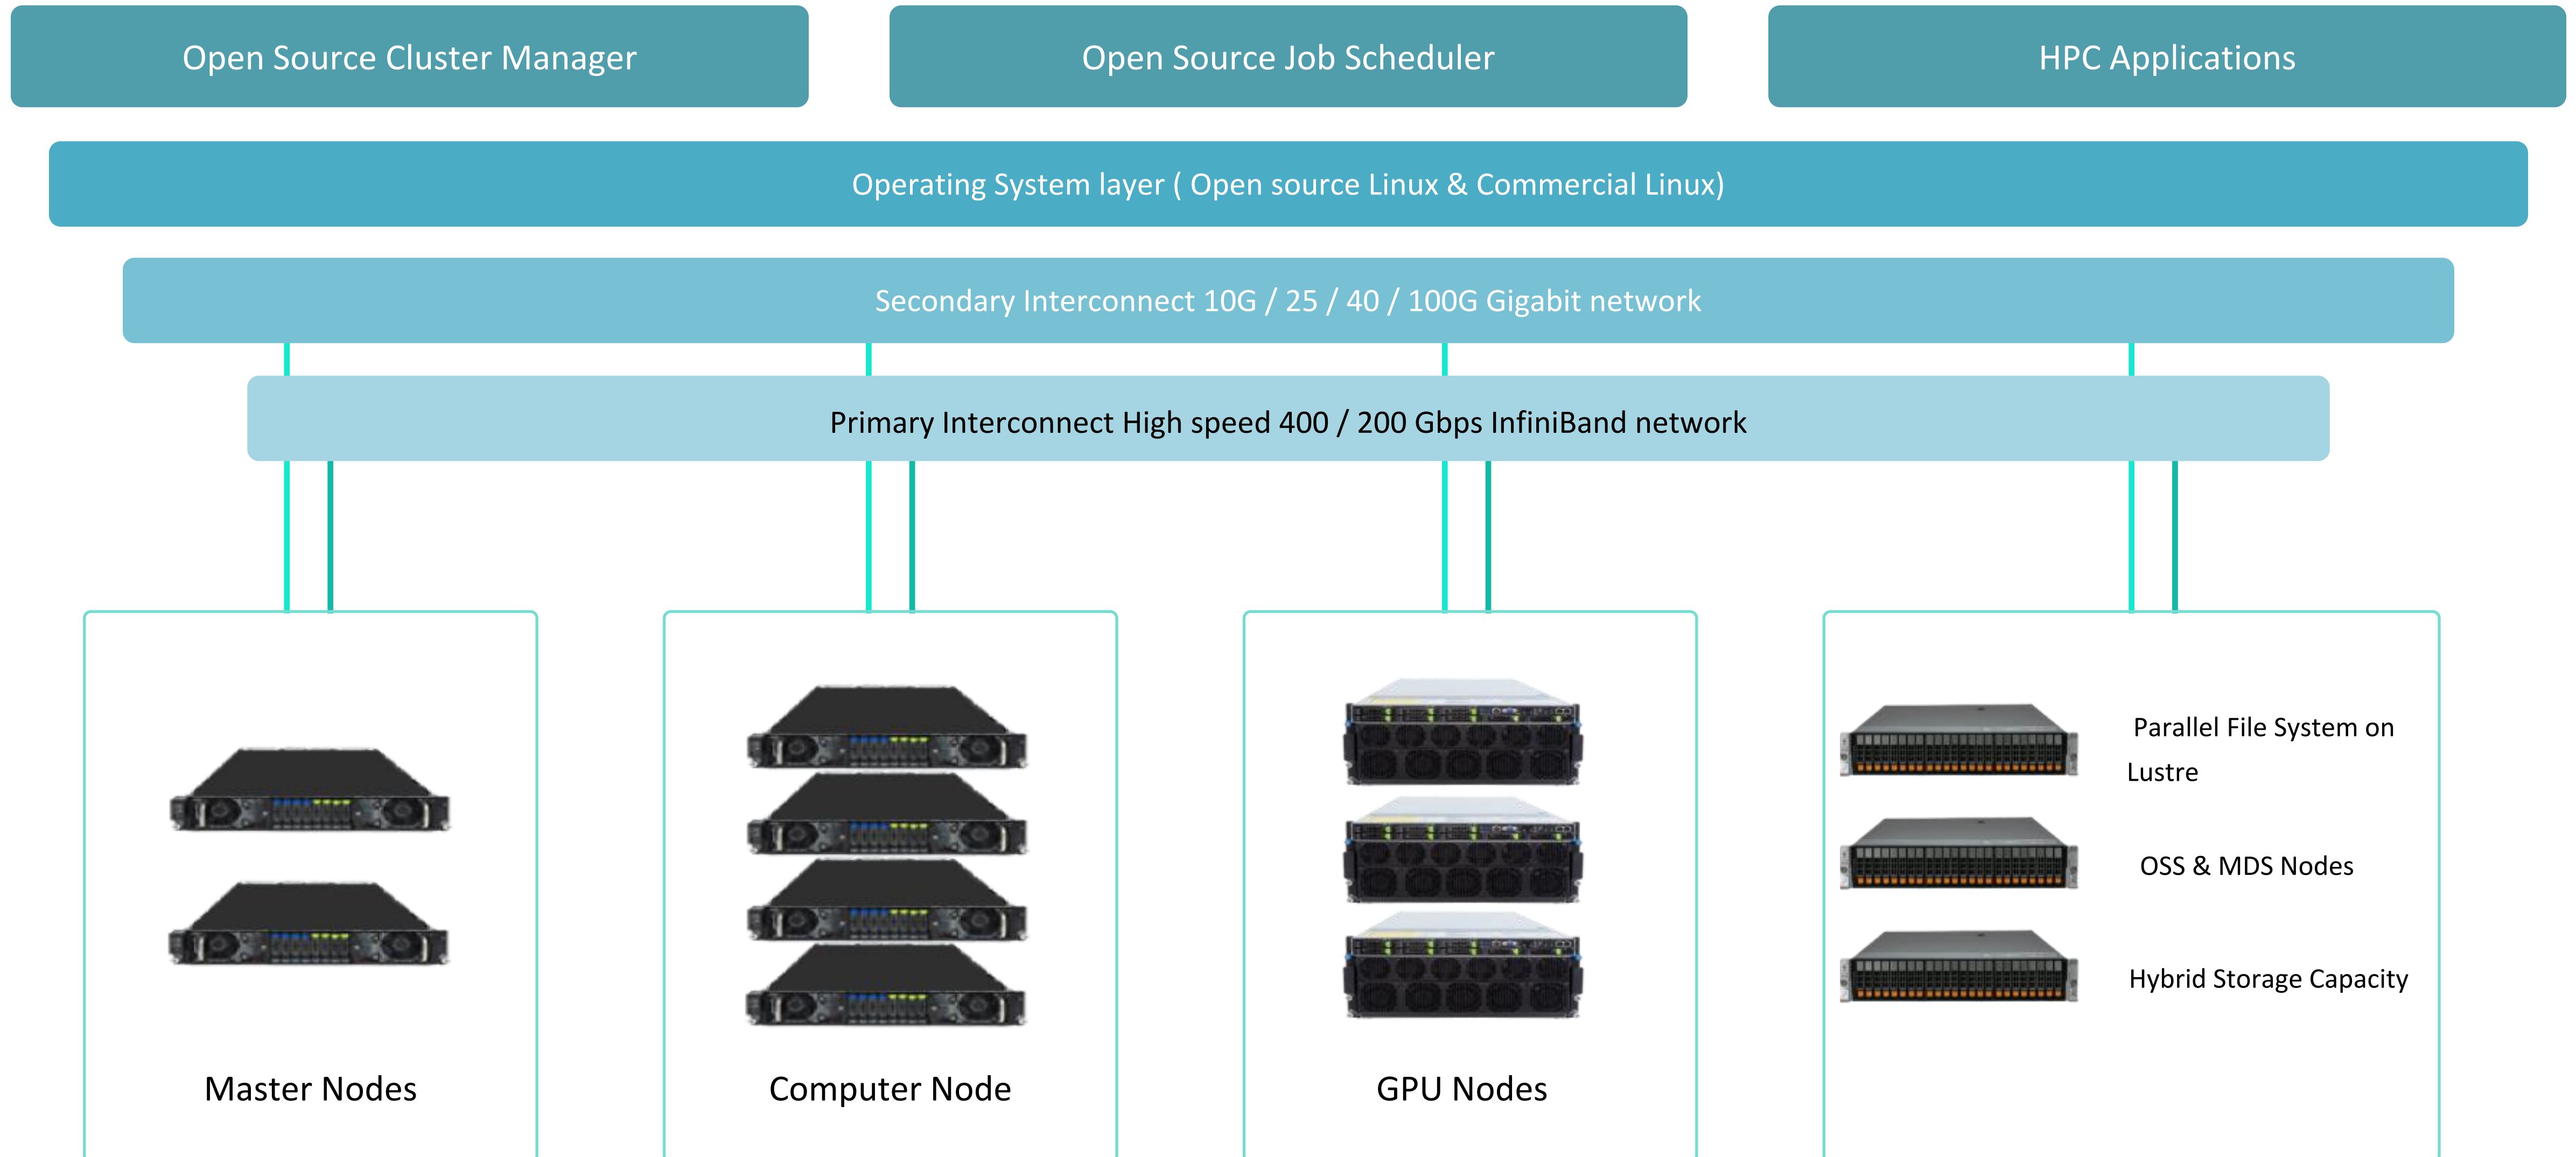 Open Source Cluster Manager
Open Source Job Scheduler
HPC Applications
Operating System layer ( Open source Linux & Commercial Linux)
Secondary Interconnect 10G / 25 / 40 / 100G Gigabit network
Primary Interconnect High speed 400 / 200 Gbps InfiniBand network
Master Nodes
Computer Node
GPU Nodes
Parallel File System on
Lustre
OSS & MDS Nodes
Hybrid Storage Capacity